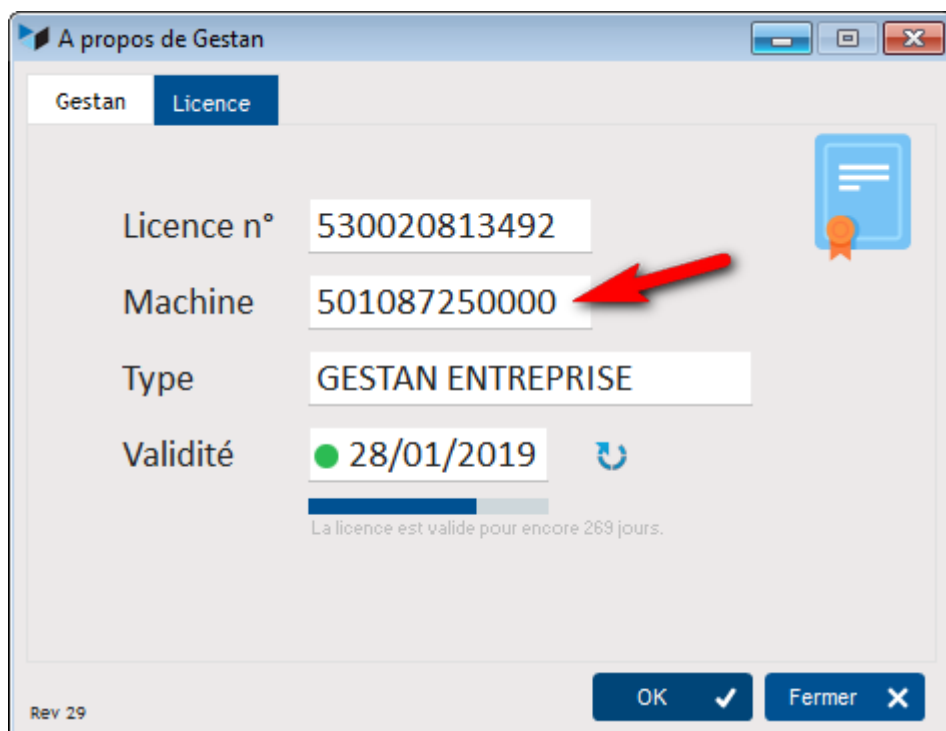 A propos de Gestan
Gestan
Licence
Licence n° 530020813492
Machine 501087250000
Type GESTAN ENTREPRISE
Validité 28/01/2019
La licence est valide pour encore 269 jours.
Rev 29
OK
Fermer